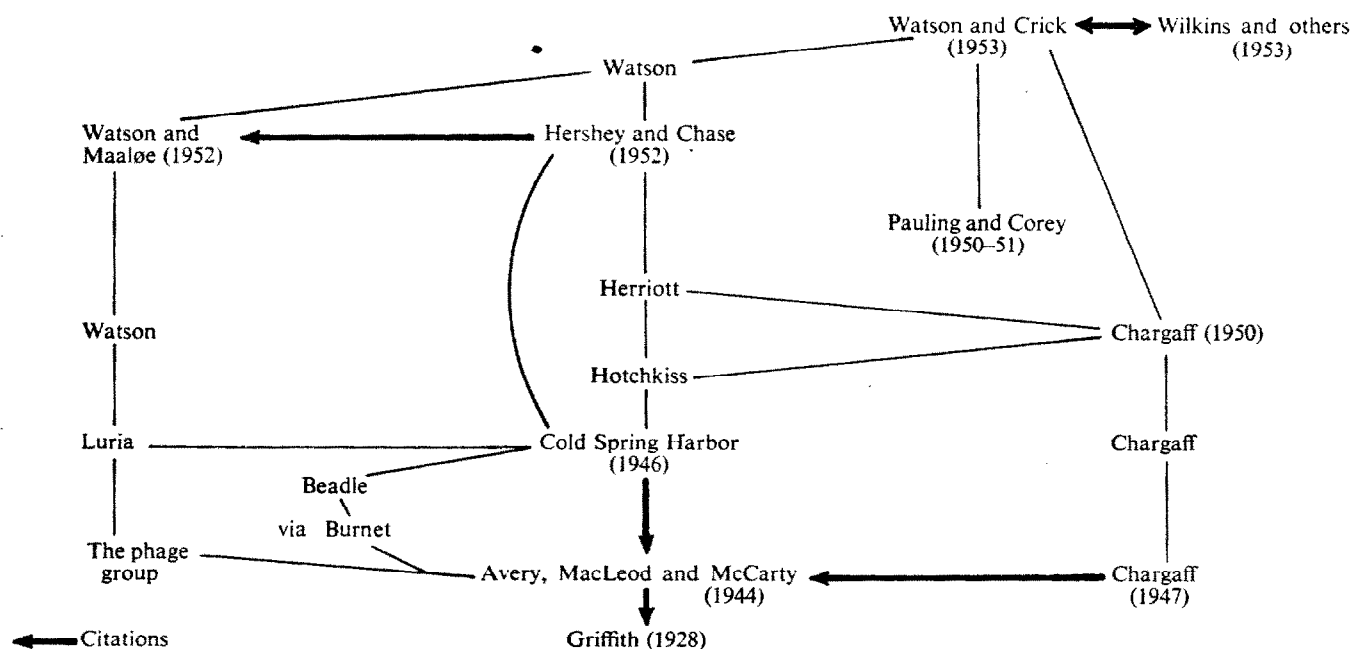 Watson and Crick
(1953)
Wilkins and others
(1953)
Watson
Watson and
Maaløe (1952)
Hershey and Chase
(1952)
Pauling and Corey
(1950–51)
Herriott
Watson
Chargaff (1950)
Hotchkiss
Luria
Cold Spring Harbor
(1946)
Chargaff
Beadle
via Burnet
The phage
group
Avery, MacLeod and McCarty
(1944)
Chargaff
(1947)
Citations
Griffith (1928)